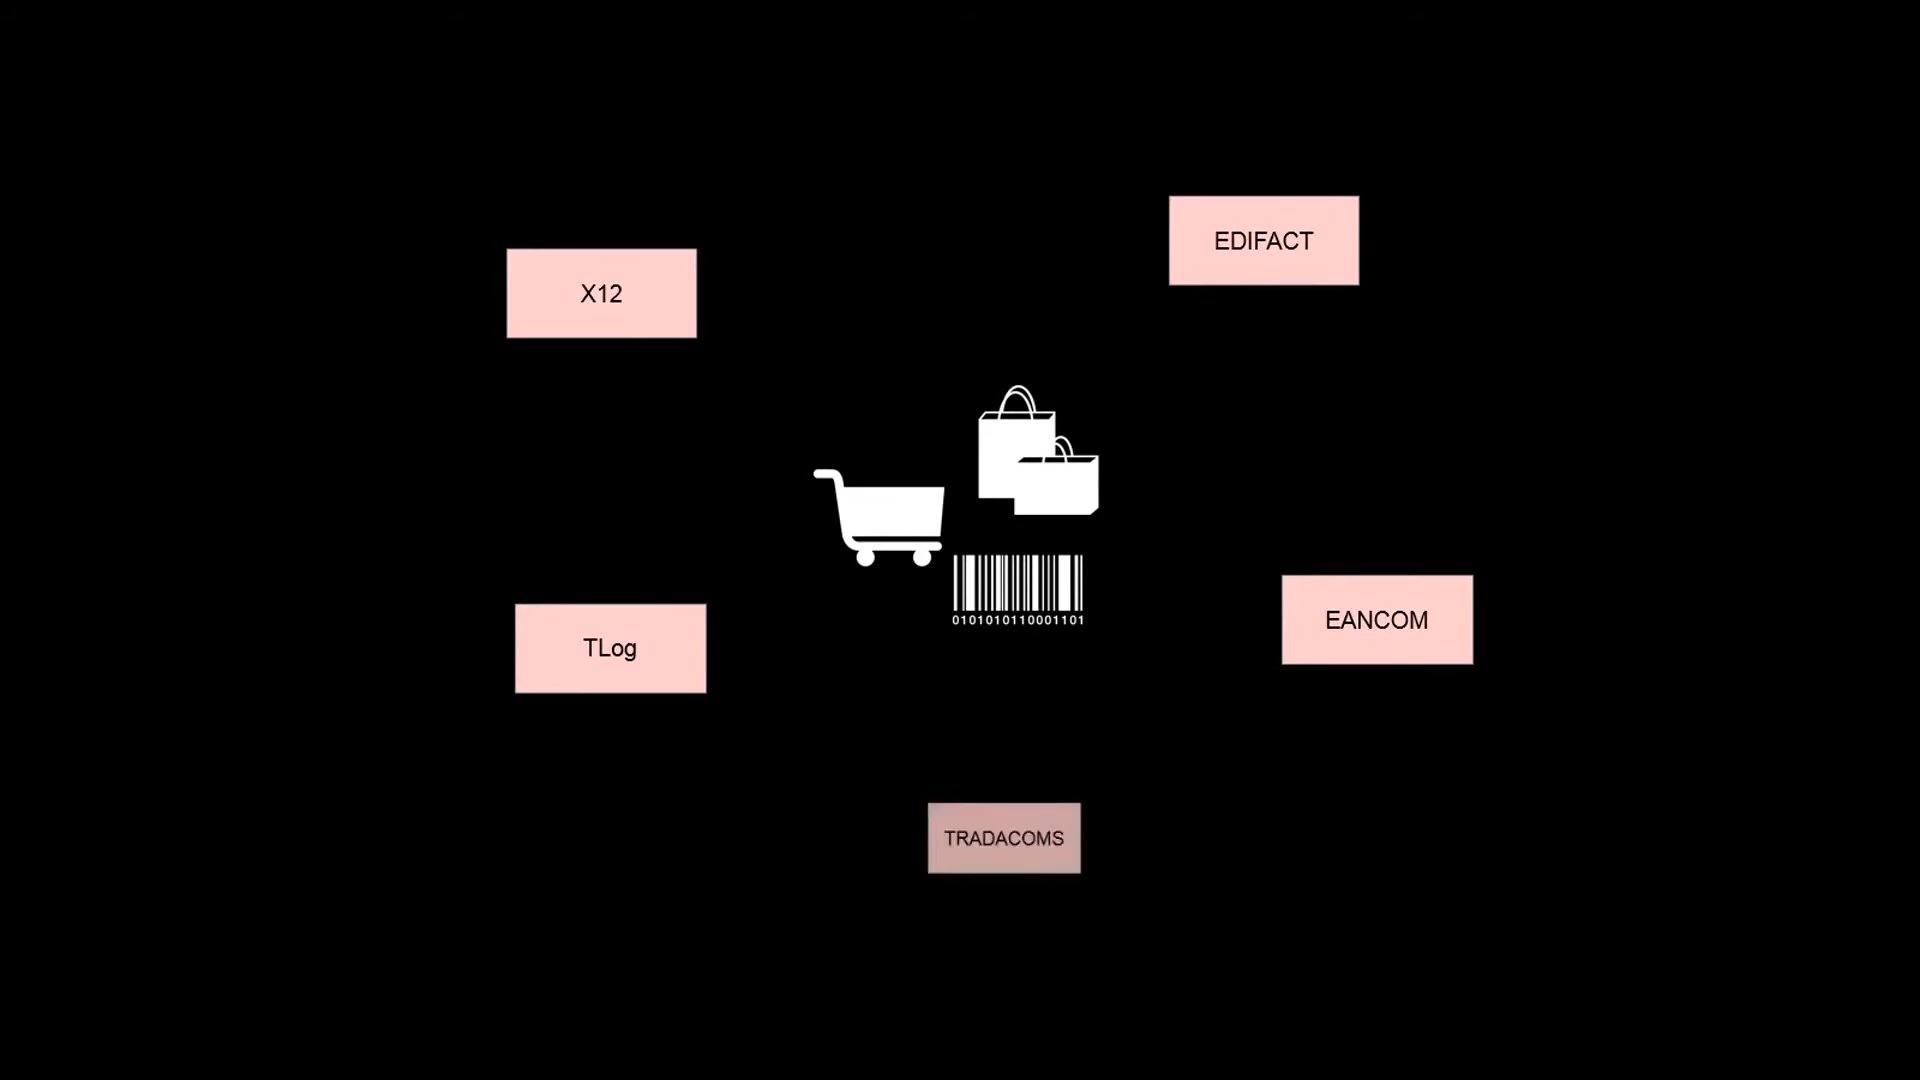 EDIFACT
X12
EANCOM
0101010110001101
TLog
TRADACOMS